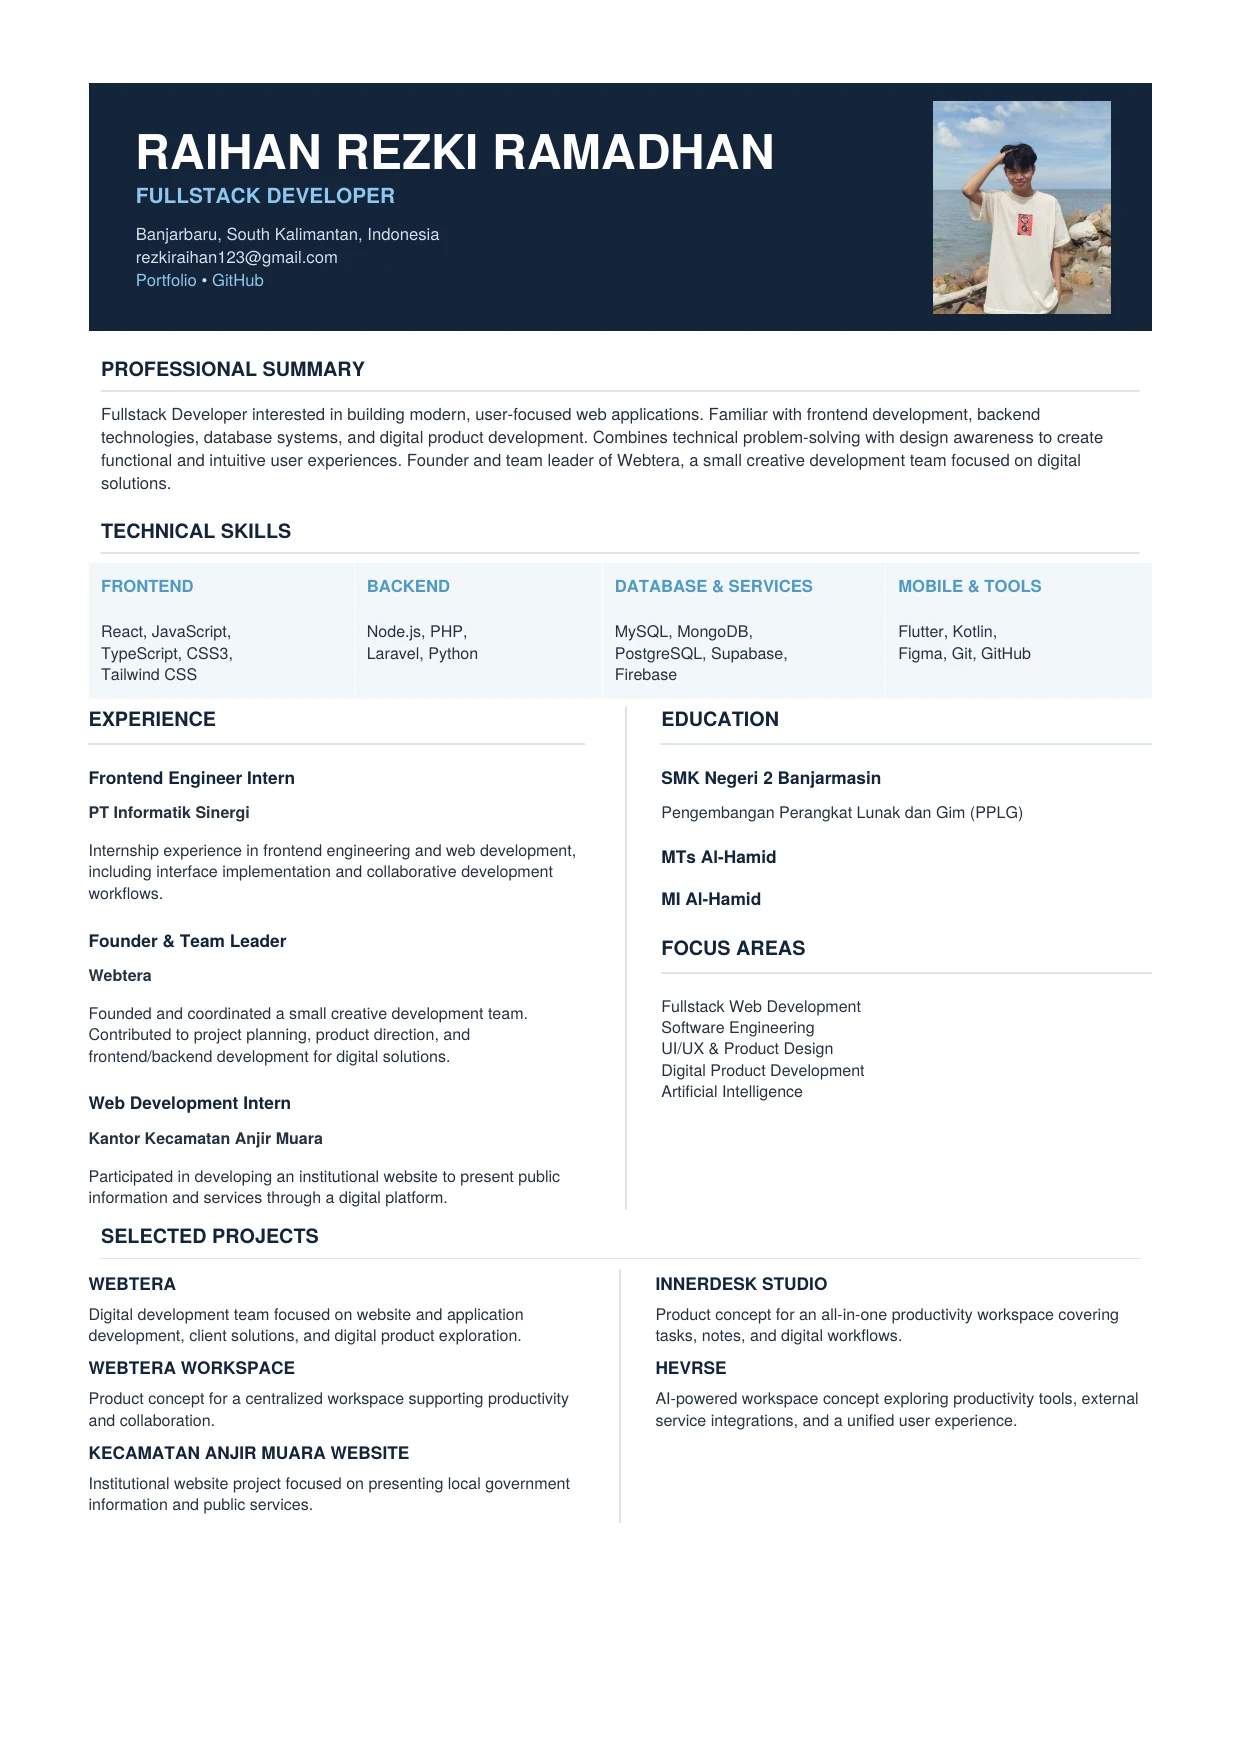 RAIHAN REZKI RAMADHAN
FULLSTACK DEVELOPER
Banjarbaru, South Kalimantan, Indonesia
rezkiraihan123@gmail.com
Portfolio • GitHub
PROFESSIONAL SUMMARY
Fullstack Developer interested in building modern, user-focused web applications. Familiar with frontend development, backend
technologies, database systems, and digital product development. Combines technical problem-solving with design awareness to create
functional and intuitive user experiences. Founder and team leader of Webtera, a small creative development team focused on digital
solutions.
TECHNICAL SKILLS
FRONTEND
React, JavaScript,
TypeScript, CSS3,
Tailwind CSS
BACKEND
Node.js, PHP,
Laravel, Python
DATABASE & SERVICES
MySQL, MongoDB,
PostgreSQL, Supabase,
Firebase
MOBILE & TOOLS
Flutter, Kotlin,
Figma, Git, GitHub
EXPERIENCE
Frontend Engineer Intern
PT Informatik Sinergi
Internship experience in frontend engineering and web development,
including interface implementation and collaborative development
workflows.
Founder & Team Leader
Webtera
Founded and coordinated a small creative development team.
Contributed to project planning, product direction, and
frontend/backend development for digital solutions.
Web Development Intern
Kantor Kecamatan Anjir Muara
Participated in developing an institutional website to present public
information and services through a digital platform.
EDUCATION
SMK Negeri 2 Banjarmasin
Pengembangan Perangkat Lunak dan Gim (PPLG)
MTs Al-Hamid
MI Al-Hamid
FOCUS AREAS
Fullstack Web Development
Software Engineering
UI/UX & Product Design
Digital Product Development
Artificial Intelligence
SELECTED PROJECTS
WEBTERA
Digital development team focused on website and application
development, client solutions, and digital product exploration.
WEBTERA WORKSPACE
Product concept for a centralized workspace supporting productivity
and collaboration.
KECAMATAN ANJIR MUARA WEBSITE
Institutional website project focused on presenting local government
information and public services.
INNERDESK STUDIO
Product concept for an all-in-one productivity workspace covering
tasks, notes, and digital workflows.
HEVRSE
AI-powered workspace concept exploring productivity tools, external
service integrations, and a unified user experience.